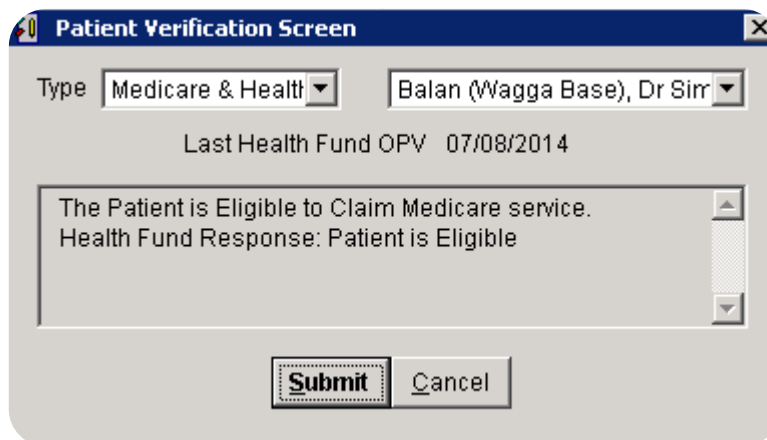 Patient Verification Screen
Type Medicare & Healtl Balan (Wagga Base), Dr Sim
Last Health Fund OPV 07/08/2014
The Patient is Eligible to Claim Medicare service.
Health Fund Response: Patient is Eligible
Submit Cancel